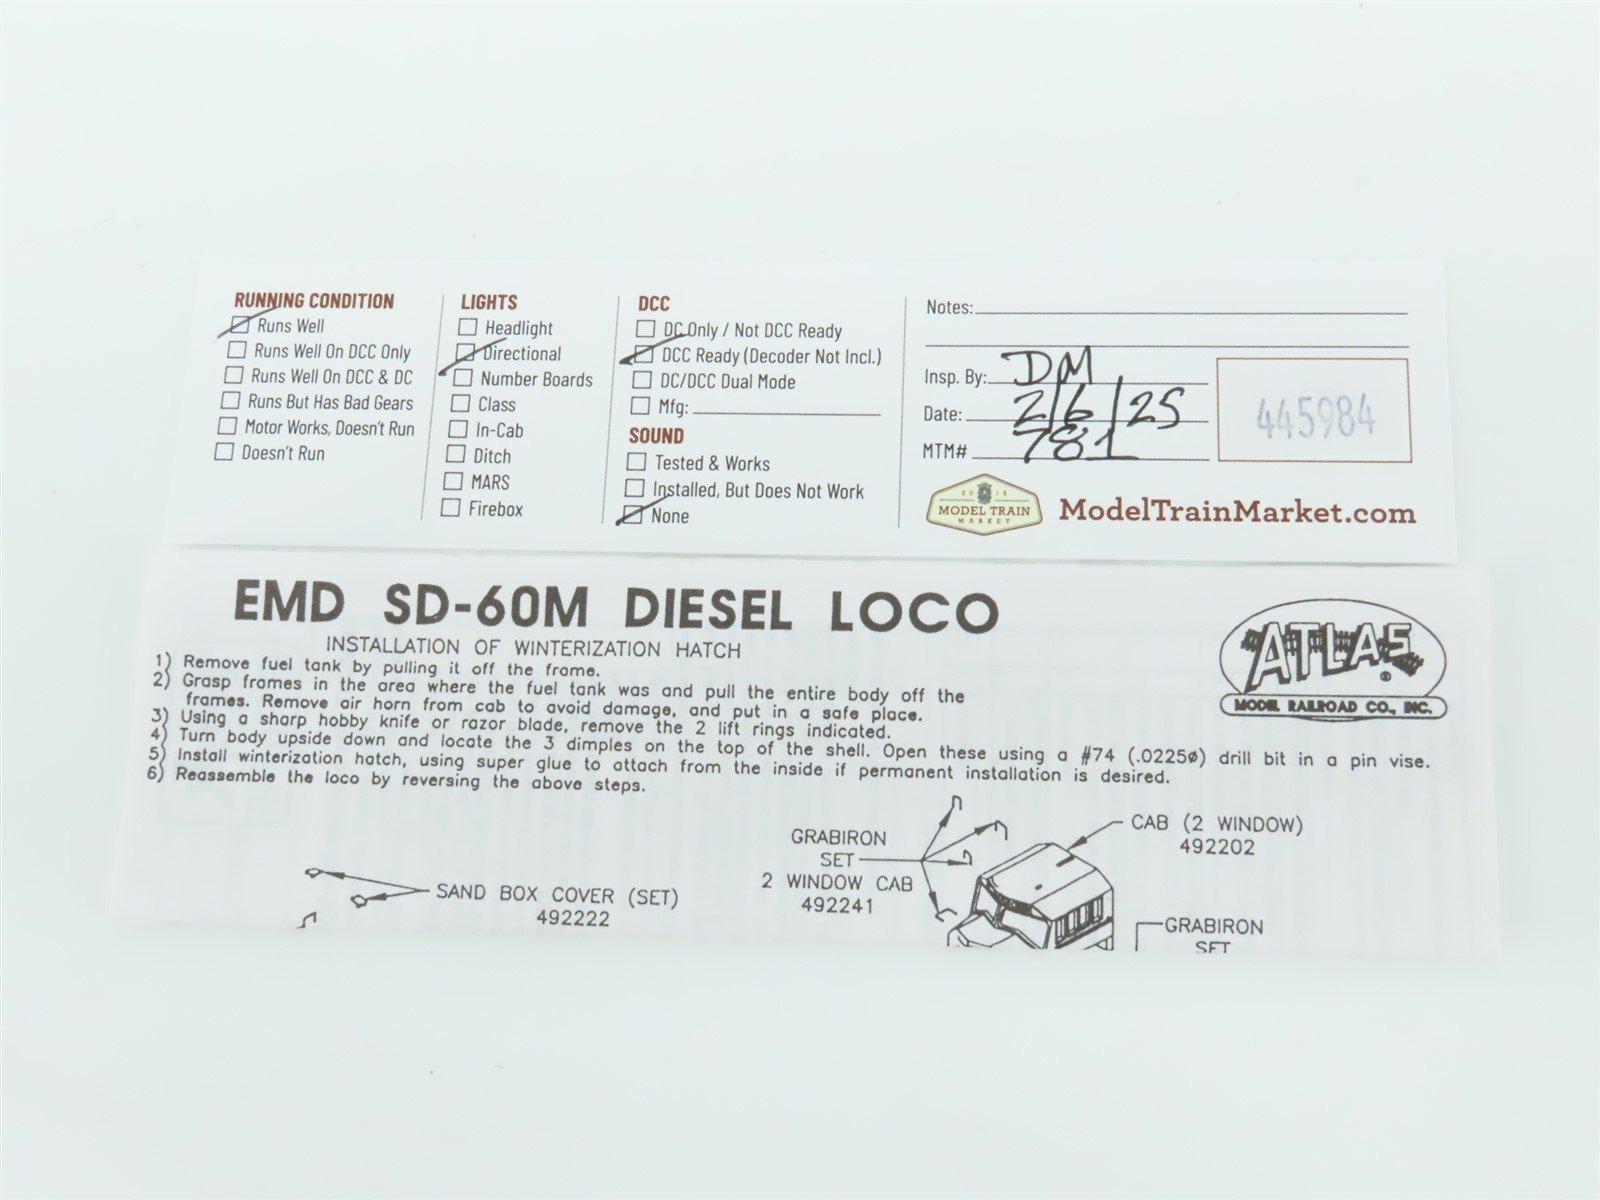 RUNNING CONDITION
Runs Well
Runs Well On DCC Only
Runs Well On DCC & DC
Runs But Has Bad Gears
Motor Works, Doesn't Run
Doesn't Run
LIGHTS
Headlight
Directional
Number Boards
Class
In-Cab
Ditch
MARS
Firebox
DCC
DC Only / Not DCC Ready
DCC Ready (Decoder Not Incl.)
DC/DCC Dual Mode
Mfg:
SOUND
Tested & Works
Installed, But Does Not Work
None
Notes:
Insp. By: DM
Date: 2/6/25
MTM# 781
445984
2015
MODEL TRAIN
MARKET
ModelTrainMarket.com
EMD SD-60M DIESEL LOCO
INSTALLATION OF WINTERIZATION HATCH
1) Remove fuel tank by pulling it off the frame.
2) Grasp frames in the area where the fuel tank was and pull the entire body off the
frames. Remove air horn from cab to avoid damage, and put in a safe place.
3) Using a sharp hobby knife or razor blade, remove the 2 lift rings indicated.
4) Turn body upside down and locate the 3 dimples on the top of the shell. Open these using a #74 (.0225ø) drill bit in a pin vise.
5) Install winterization hatch, using super glue to attach from the inside if permanent installation is desired.
6) Reassemble the loco by reversing the above steps.
ATLAS ®
MODEL RAILROAD CO., INC.
SAND BOX COVER (SET)
492222
GRABIRON
SET
2 WINDOW CAB
492241
CAB (2 WINDOW)
492202
GRABIRON
SET